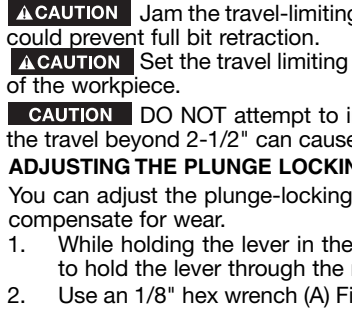 ⚠CAUTION Jam the travel-limiting
could prevent full bit retraction.
⚠CAUTION Set the travel limiting
of the workpiece.
CAUTION DO NOT attempt to i
the travel beyond 2-1/2" can cause
ADJUSTING THE PLUNGE LOCKIN
You can adjust the plunge-locking
compensate for wear.
1. While holding the lever in the
to hold the lever through the
2. Use an 1/8" hex wrench (A) Fi